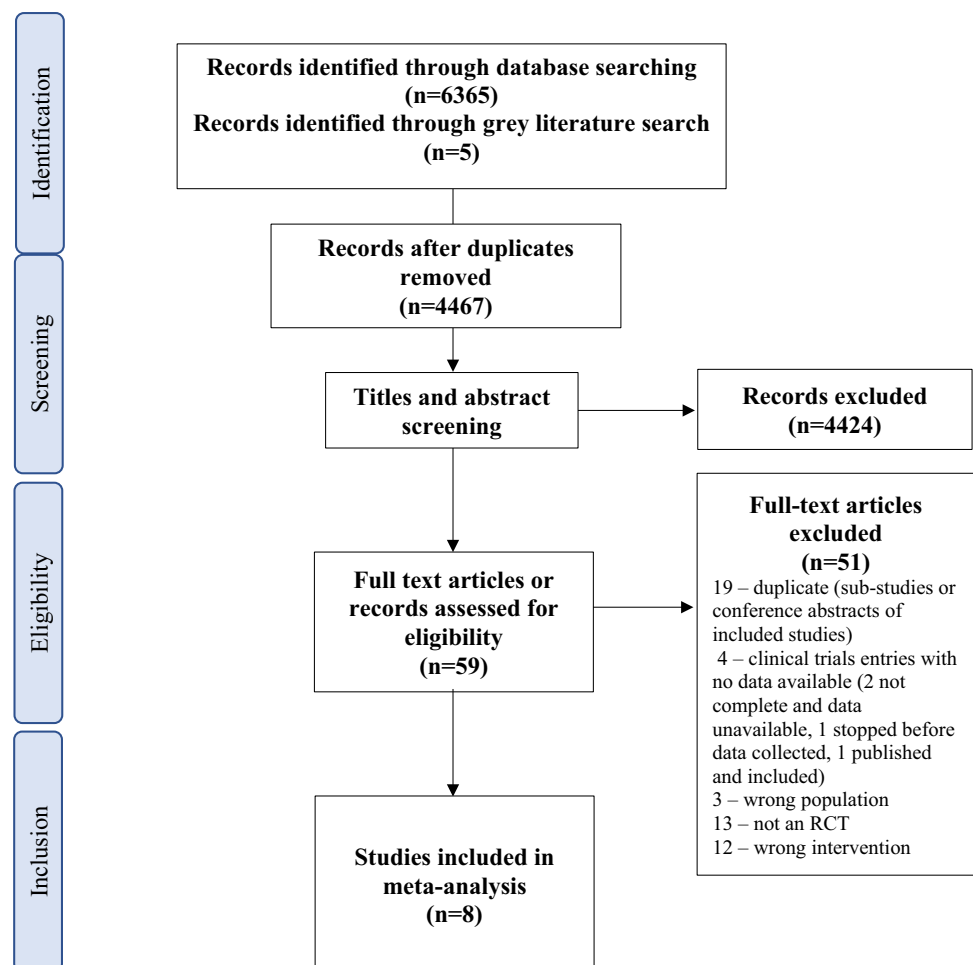 Identification
Records identified through database searching
(n=6365)
Records identified through grey literature search
(n=5)
Records after duplicates
removed
(n=4467)
Screening
Titles and abstract
screening
Records excluded
(n=4424)
Eligibility
Full text articles or
records assessed for
eligibility
(n=59)
Full-text articles
excluded
(n=51)
19 – duplicate (sub-studies or
conference abstracts of
included studies)
4 – clinical trials entries with
no data available (2 not
complete and data
unavailable, 1 stopped before
data collected, 1 published
and included)
3 – wrong population
13 – not an RCT
12 – wrong intervention
Inclusion
Studies included in
meta-analysis
(n=8)